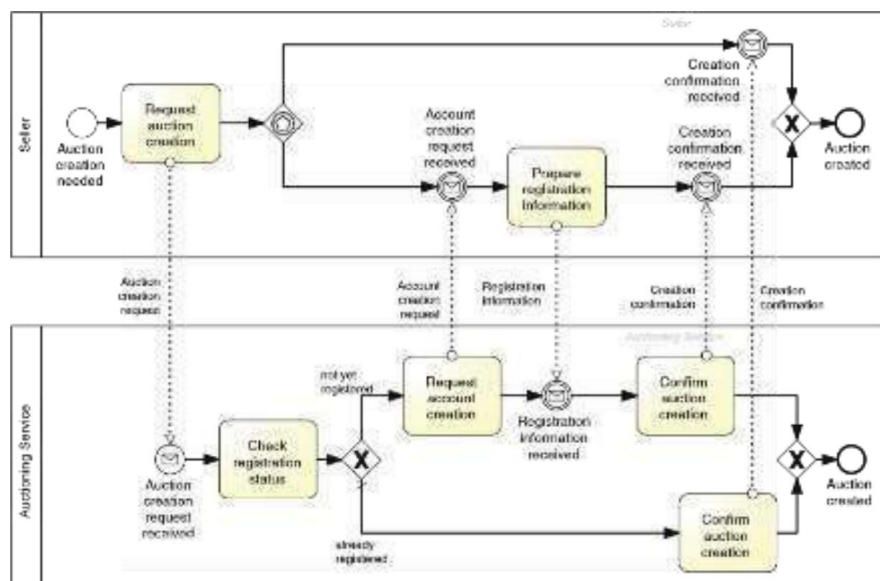 Seller
Seller
Auction
creation
needed
Request
auction
creation
Account
creation
request
received
Prepare
registration
information
Creation
confirmation
received
Creation
confirmation
received
Auction
created
Auction
creation
request
Account
creation
request
Registration
information
Creation
confirmation
Creation
confirmation
Auctioning Service
Auctioning Service
Auction
creation
request
received
Check
registration
status
not yet
registered
already
registered
Request
account
creation
Registration
information
received
Confirm
auction
creation
Confirm
auction
creation
Auction
created